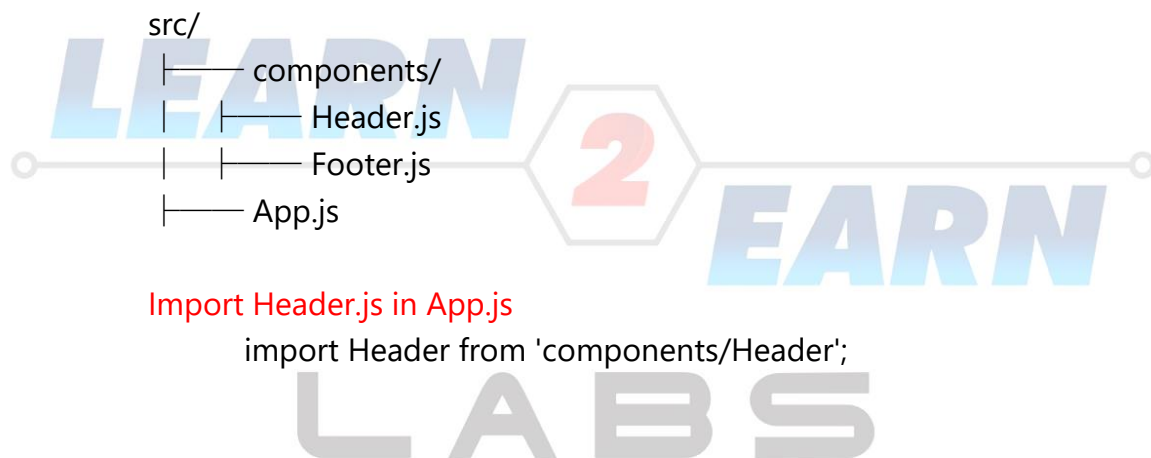 src/
├── components/
│ ├── Header.js
│ ├── Footer.js
├── App.js
Import Header.js in App.js
import Header from 'components/Header';
LEARN
2
EARN
LABS